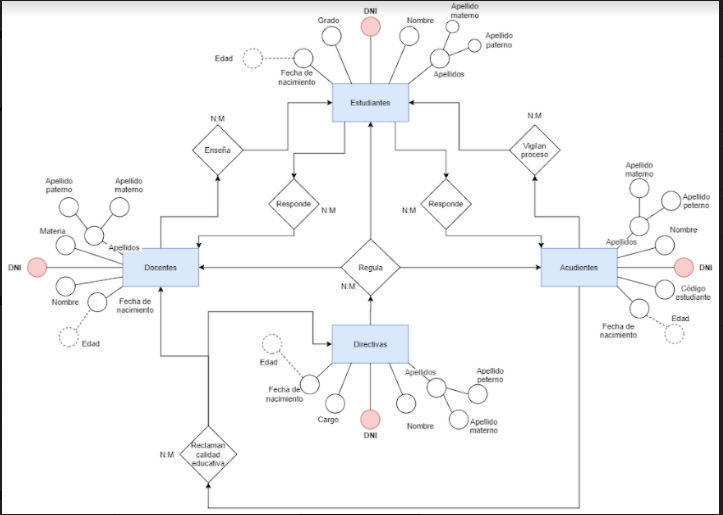 DNI
Grado
Nombre
Apellido
materno
Apellido
paterno
Edad
Fecha de
nacimiento
Apellidos
Estudiantes
N:M
Enseña
N:M
Vigilan
proceso
Responde
N:M
N:M
Responde
Apellido
paterno
Apellido
materno
Materia
Apellidos
DNI
Docentes
Nombre
Fecha de
nacimiento
Edad
Regula
N:M
Apellido
materno
Apellido
peterno
Apellidos
Nombre
Acudientes
DNI
Código
estudiante
Edad
Fecha de
nacimiento
Directivas
Edad
Fecha de
nacimiento
Cargo
DNI
Nombre
Apellidos
Apellido
peterno
Apellido
materno
N:M
Reclaman
calidad
educativa